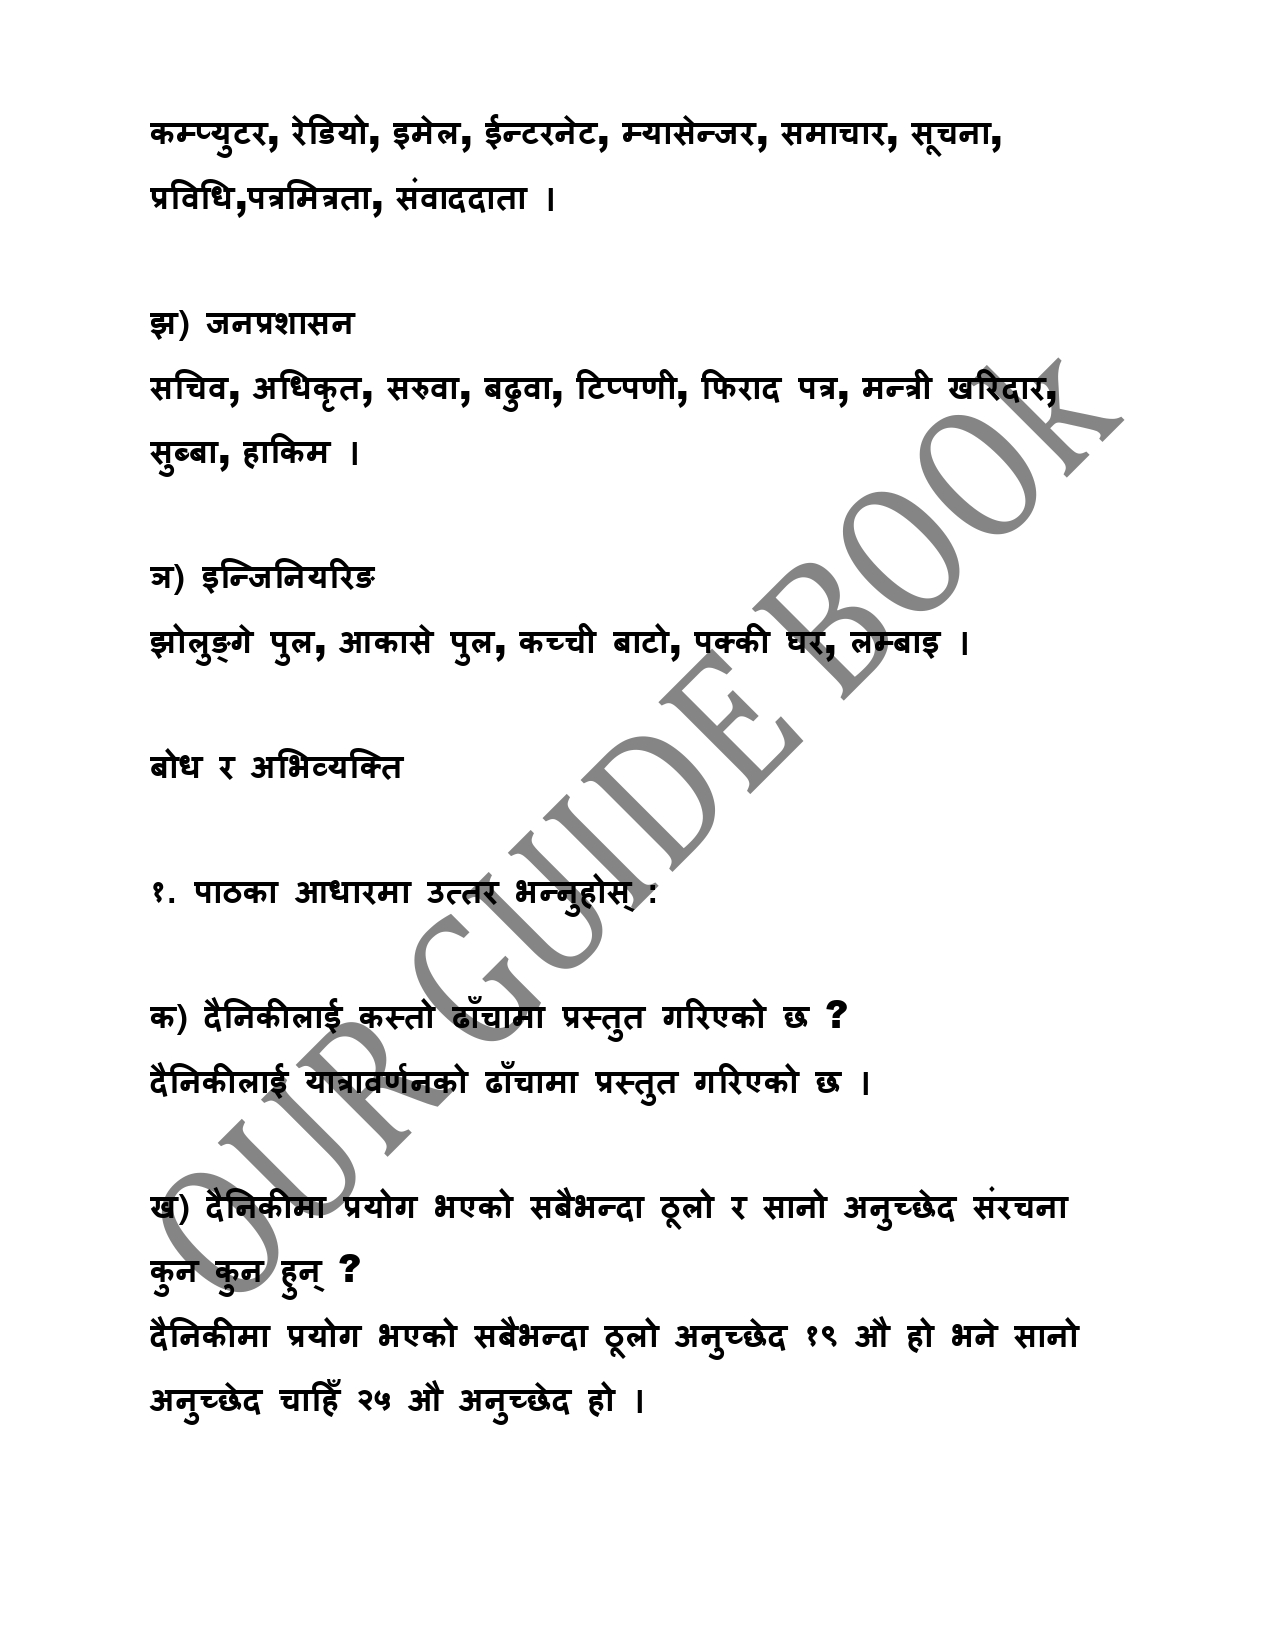 कम्प्युटर, रेडियो, इमेल, ईन्टरनेट, म्यासेन्जर, समाचार, सूचना,
प्रविधि,पत्रमित्रता, संवाददाता ।
झ) जनप्रशासन
सचिव, अधिकृत, सरुवा, बढुवा, टिप्पणी, फिराद पत्र, मन्त्री खरिदार,
सुब्बा, हाकिम ।
ञ) इन्जिनियरिङ
झोलुङ्गे पुल, आकासे पुल, कच्ची बाटो, पक्की घर, लम्बाइ ।
बोध र अभिव्यक्ति
१. पाठका आधारमा उत्तर भन्नुहोस् :
क) दैनिकीलाई कस्तो ढाँचामा प्रस्तुत गरिएको छ ?
दैनिकीलाई यात्रावर्णनको ढाँचामा प्रस्तुत गरिएको छ ।
ख) दैनिकीमा प्रयोग भएको सबैभन्दा ठूलो र सानो अनुच्छेद संरचना
कुन कुन हुन् ?
दैनिकीमा प्रयोग भएको सबैभन्दा ठूलो अनुच्छेद १९ औ हो भने सानो
अनुच्छेद चाहिँ २५ औ अनुच्छेद हो ।
OUR GUIDE BOOK